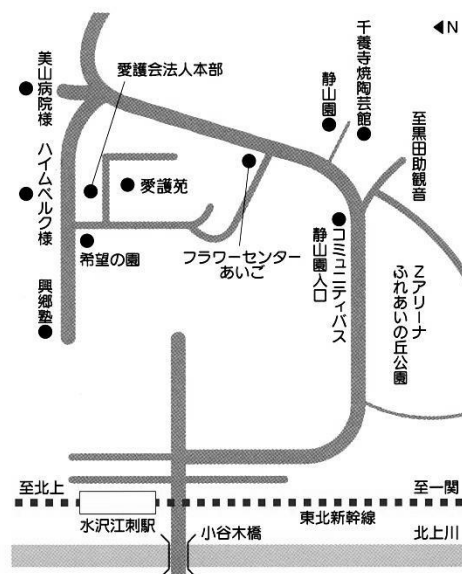 N
千養寺焼陶芸館
静山園
至黒田助観音
愛護会法人本部
美山病院様
ハイムベルク様
愛護苑
フラワーセンター
あいご
希望の園
興郷塾
コミュニティバス
静山園入口
Zアリーナ
ふれあいの丘公園
至北上
至一関
水沢江刺駅
東北新幹線
小谷木橋
北上川